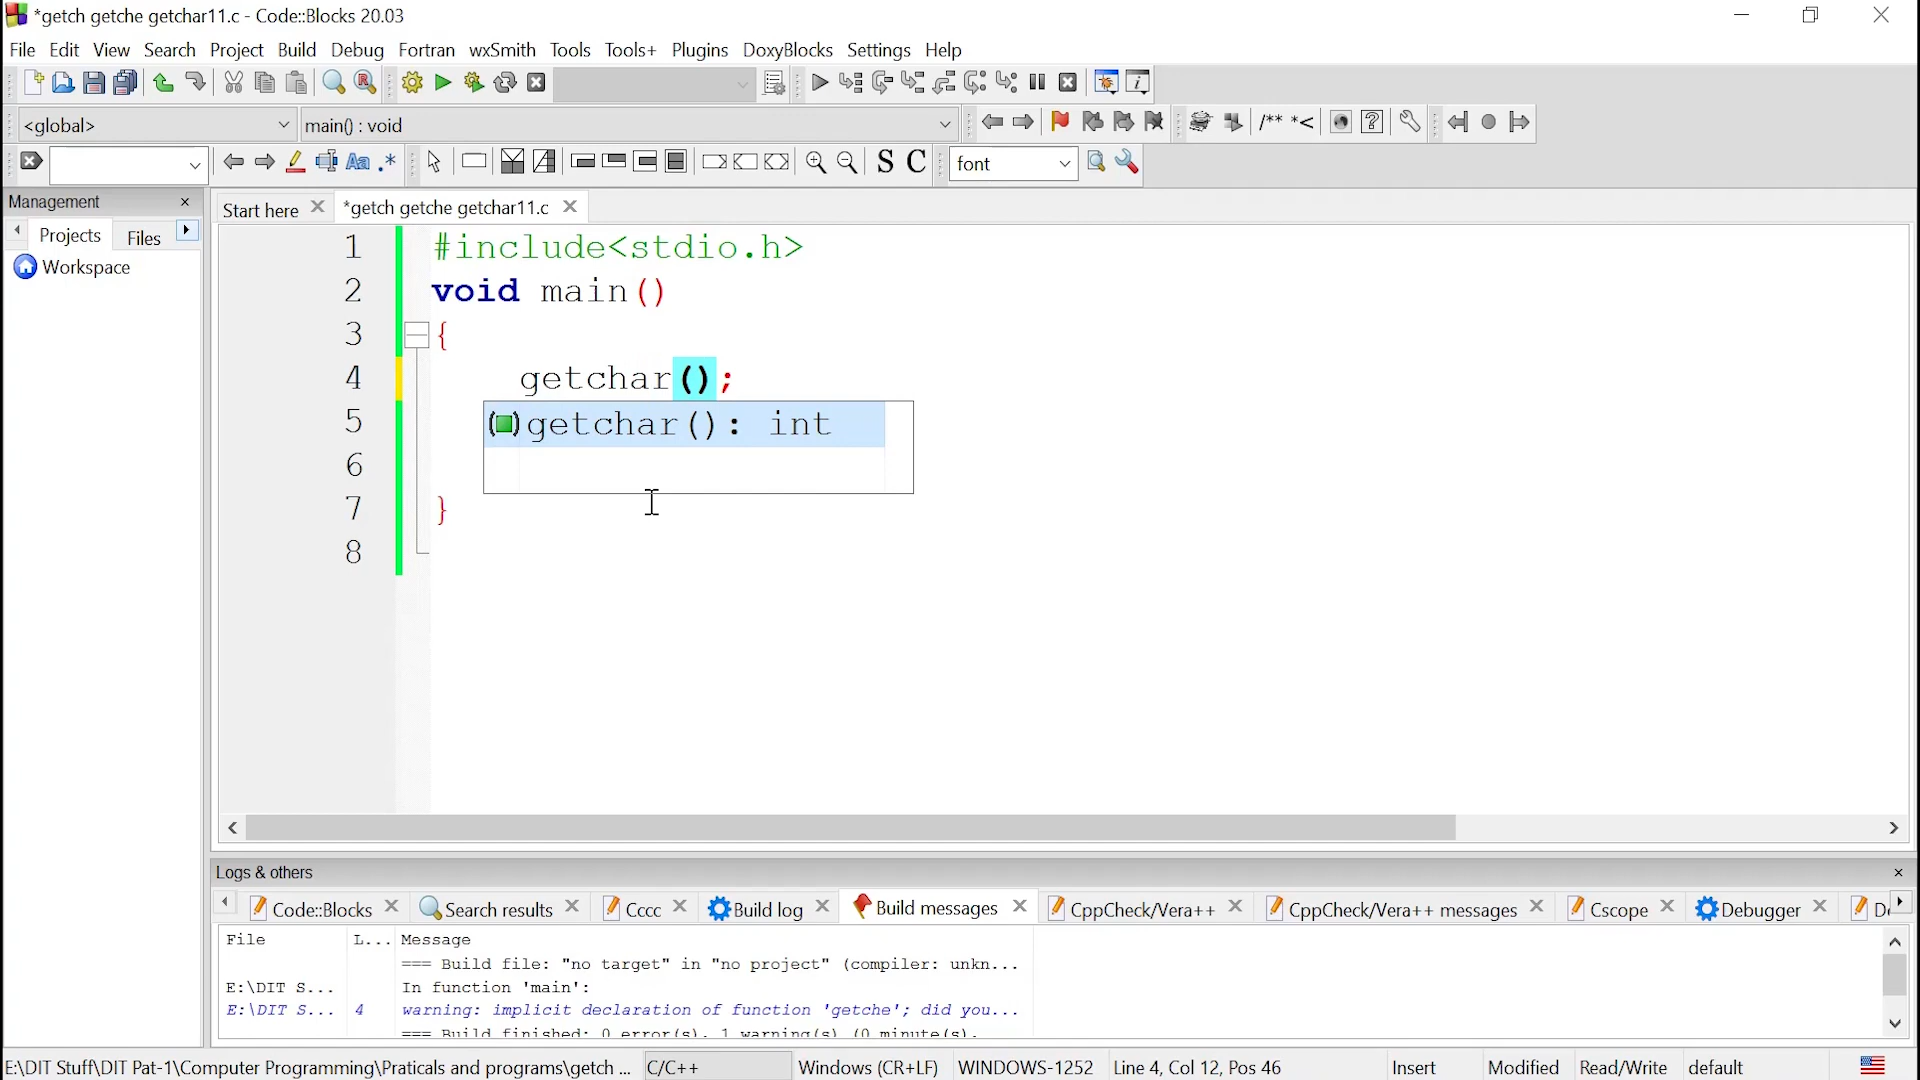 *getch getche getchar11.c - Code::Blocks 20.03
File Edit View Search Project Build Debug Fortran wxSmith Tools Tools+ Plugins DoxyBlocks Settings Help
<global> main() : void
/** *<
Aa .* S C font
Management
Start here *getch getche getchar11.c
Projects Files
Workspace
1 #include<stdio.h>
2 void main()
3 {
4 getchar();
5 getchar(): int
6
7 }
8
Logs & others
Code::Blocks Search results Cccc Build log Build messages CppCheck/Vera++ CppCheck/Vera++ messages Cscope Debugger
File L... Message
=== Build file: "no target" in "no project" (compiler: unkn...
E:\DIT S... In function 'main':
E:\DIT S... 4 warning: implicit declaration of function 'getche'; did you...
=== Build finished: 0 error(s), 1 warning(s) (0 minute(s),
E:\DIT Stuff\DIT Pat-1\Computer Programming\Praticals and programs\getch ... C/C++ Windows (CR+LF) WINDOWS-1252 Line 4, Col 12, Pos 46 Insert Modified Read/Write default